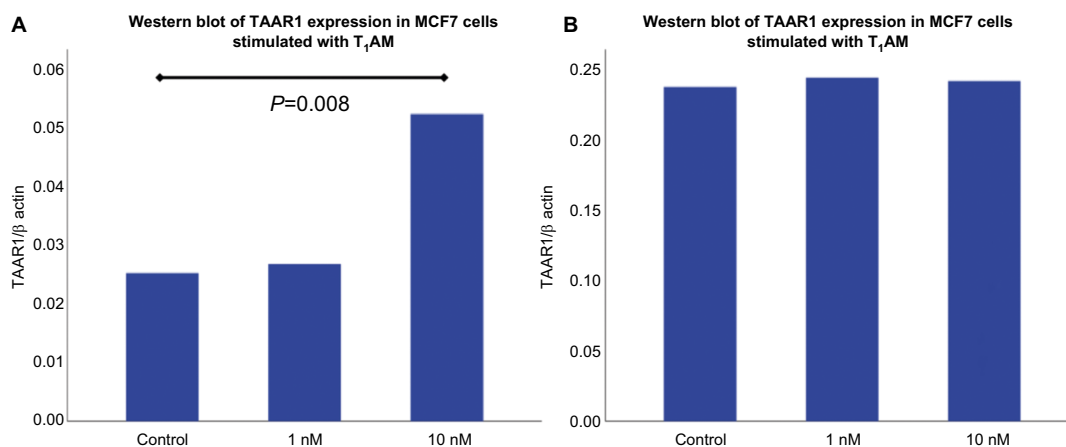 A
Western blot of TAAR1 expression in MCF7 cells
stimulated with T₁AM
0.06
0.05
0.04
0.03
0.02
0.01
0.00
TAAR1/β actin
P=0.008
Control
1 nM
10 nM
B
Western blot of TAAR1 expression in MCF7 cells
stimulated with T₁AM
0.25
0.20
0.15
0.10
0.05
0.00
TAAR1/β actin
Control
1 nM
10 nM